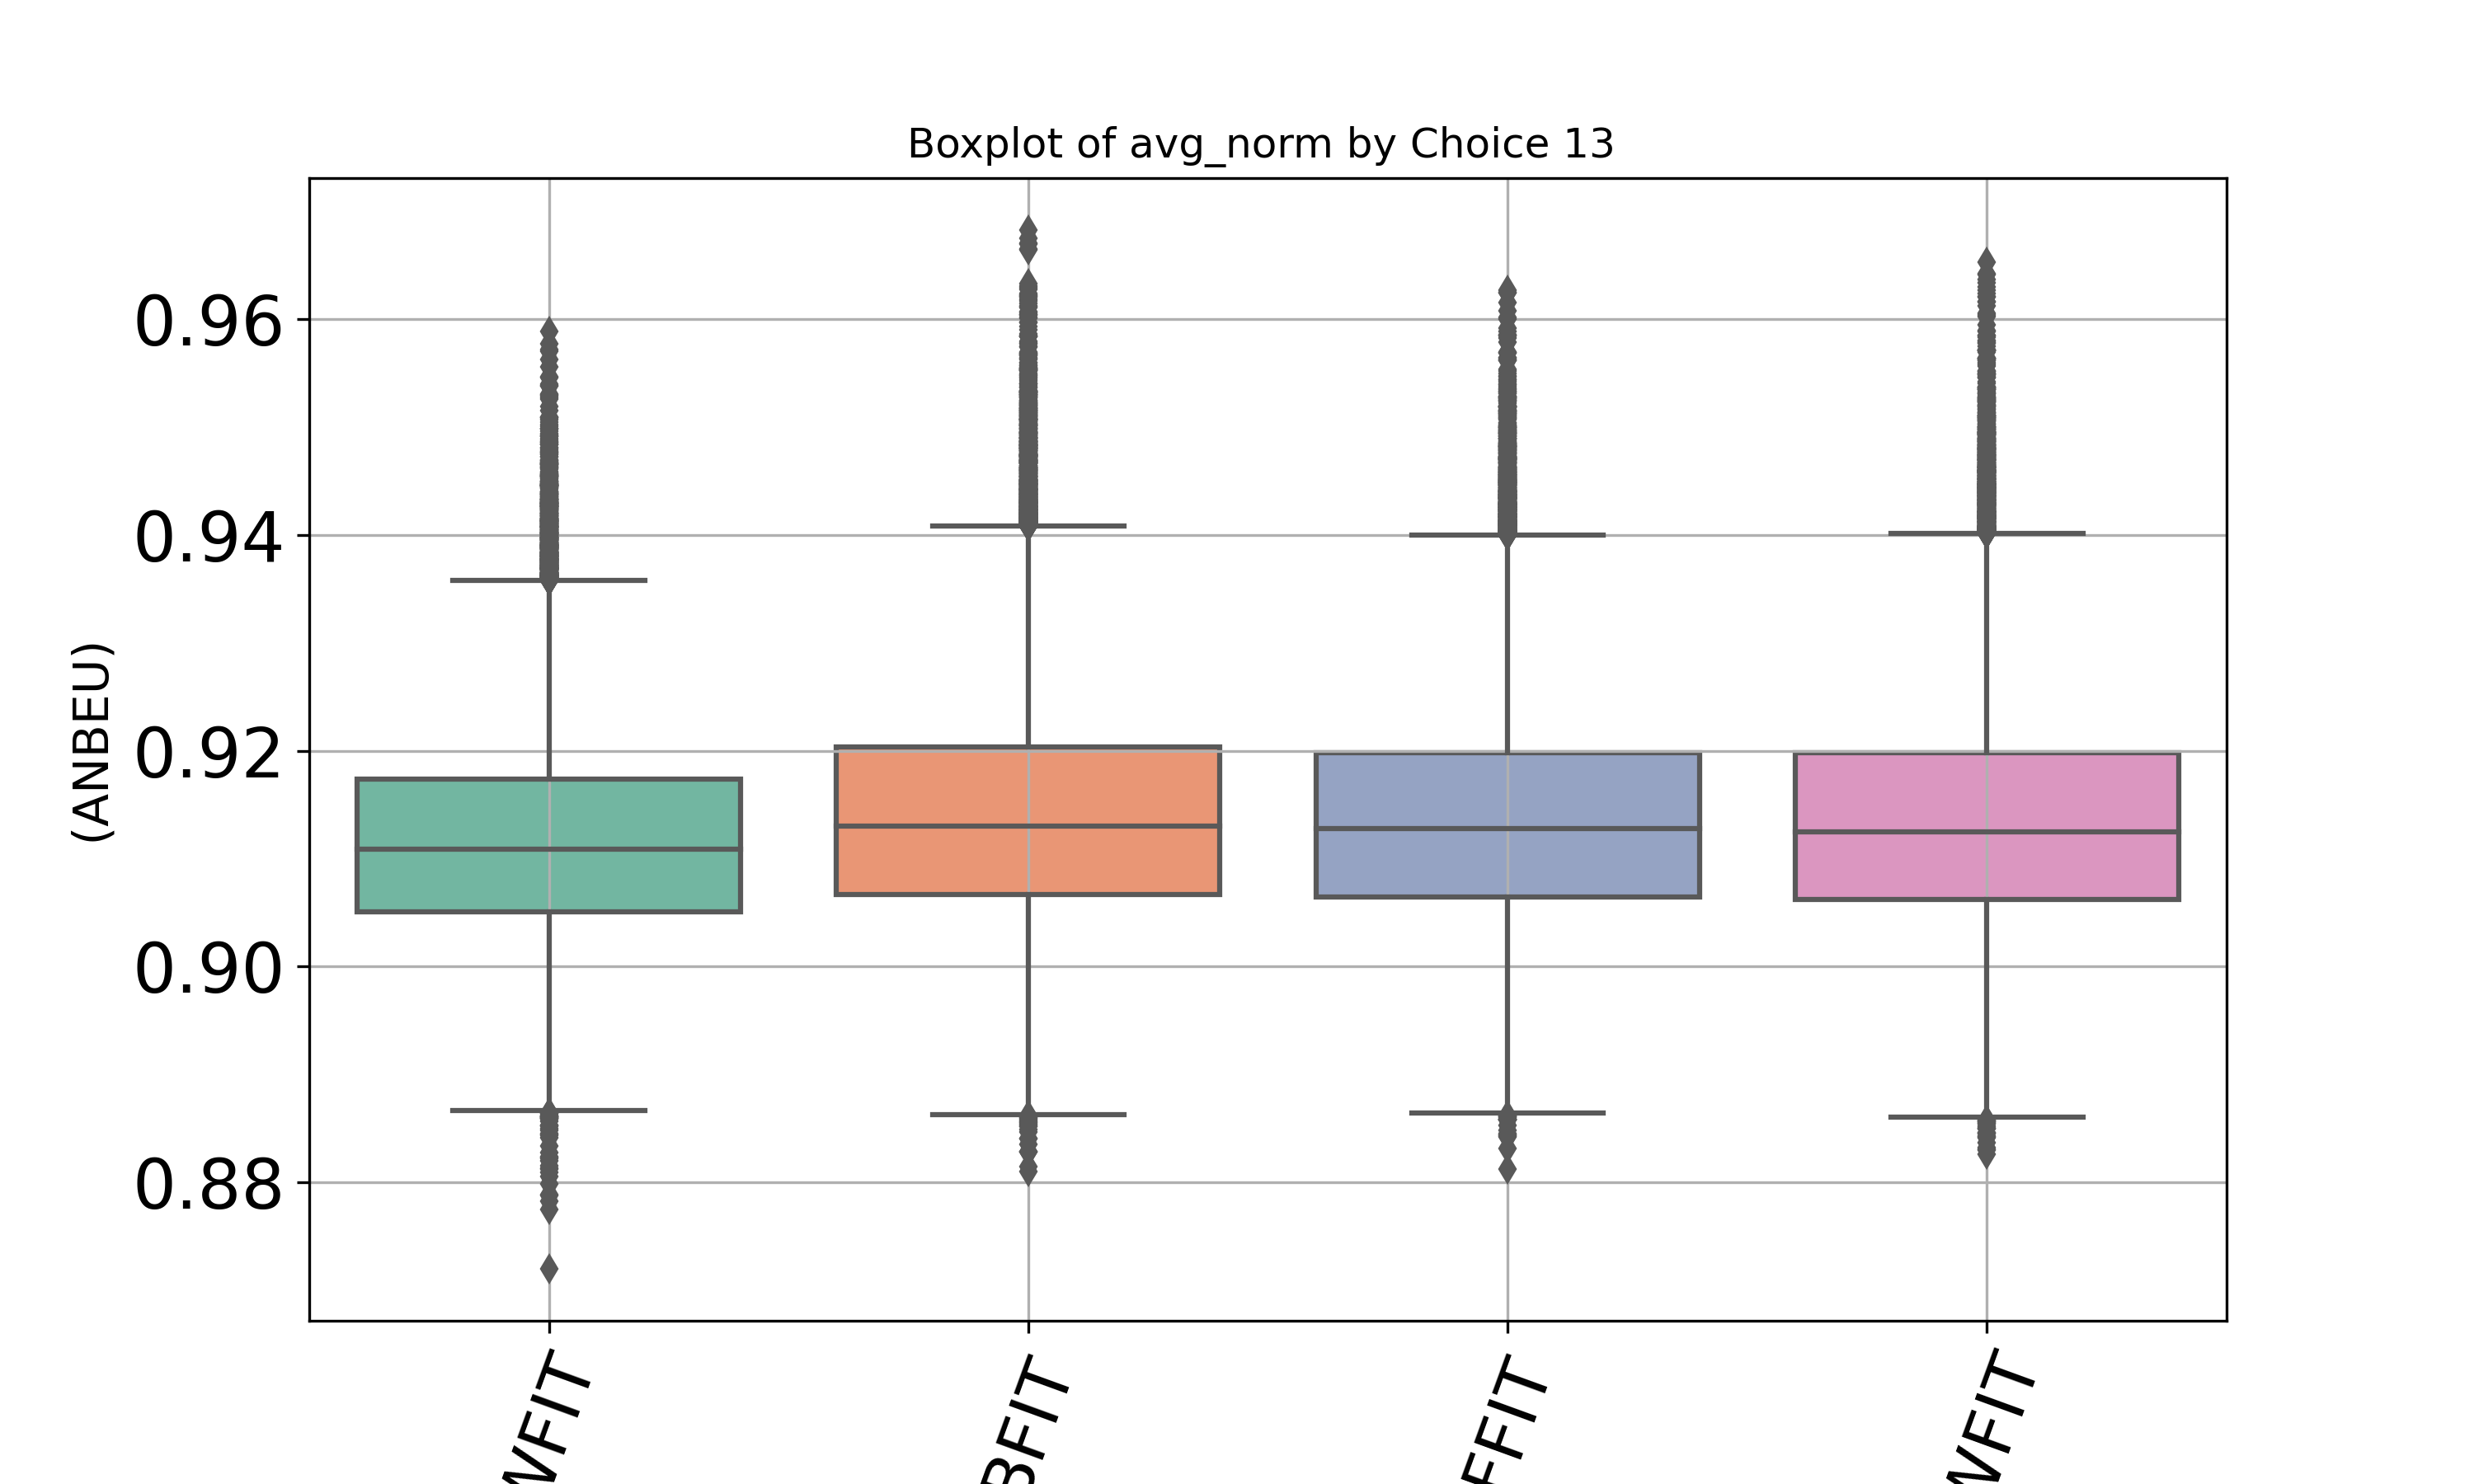 Boxplot of avg_norm by Choice 13
(ANBEU)
0.96
0.94
0.92
0.90
0.88
WFIT
BFIT
FFIT
WFIT